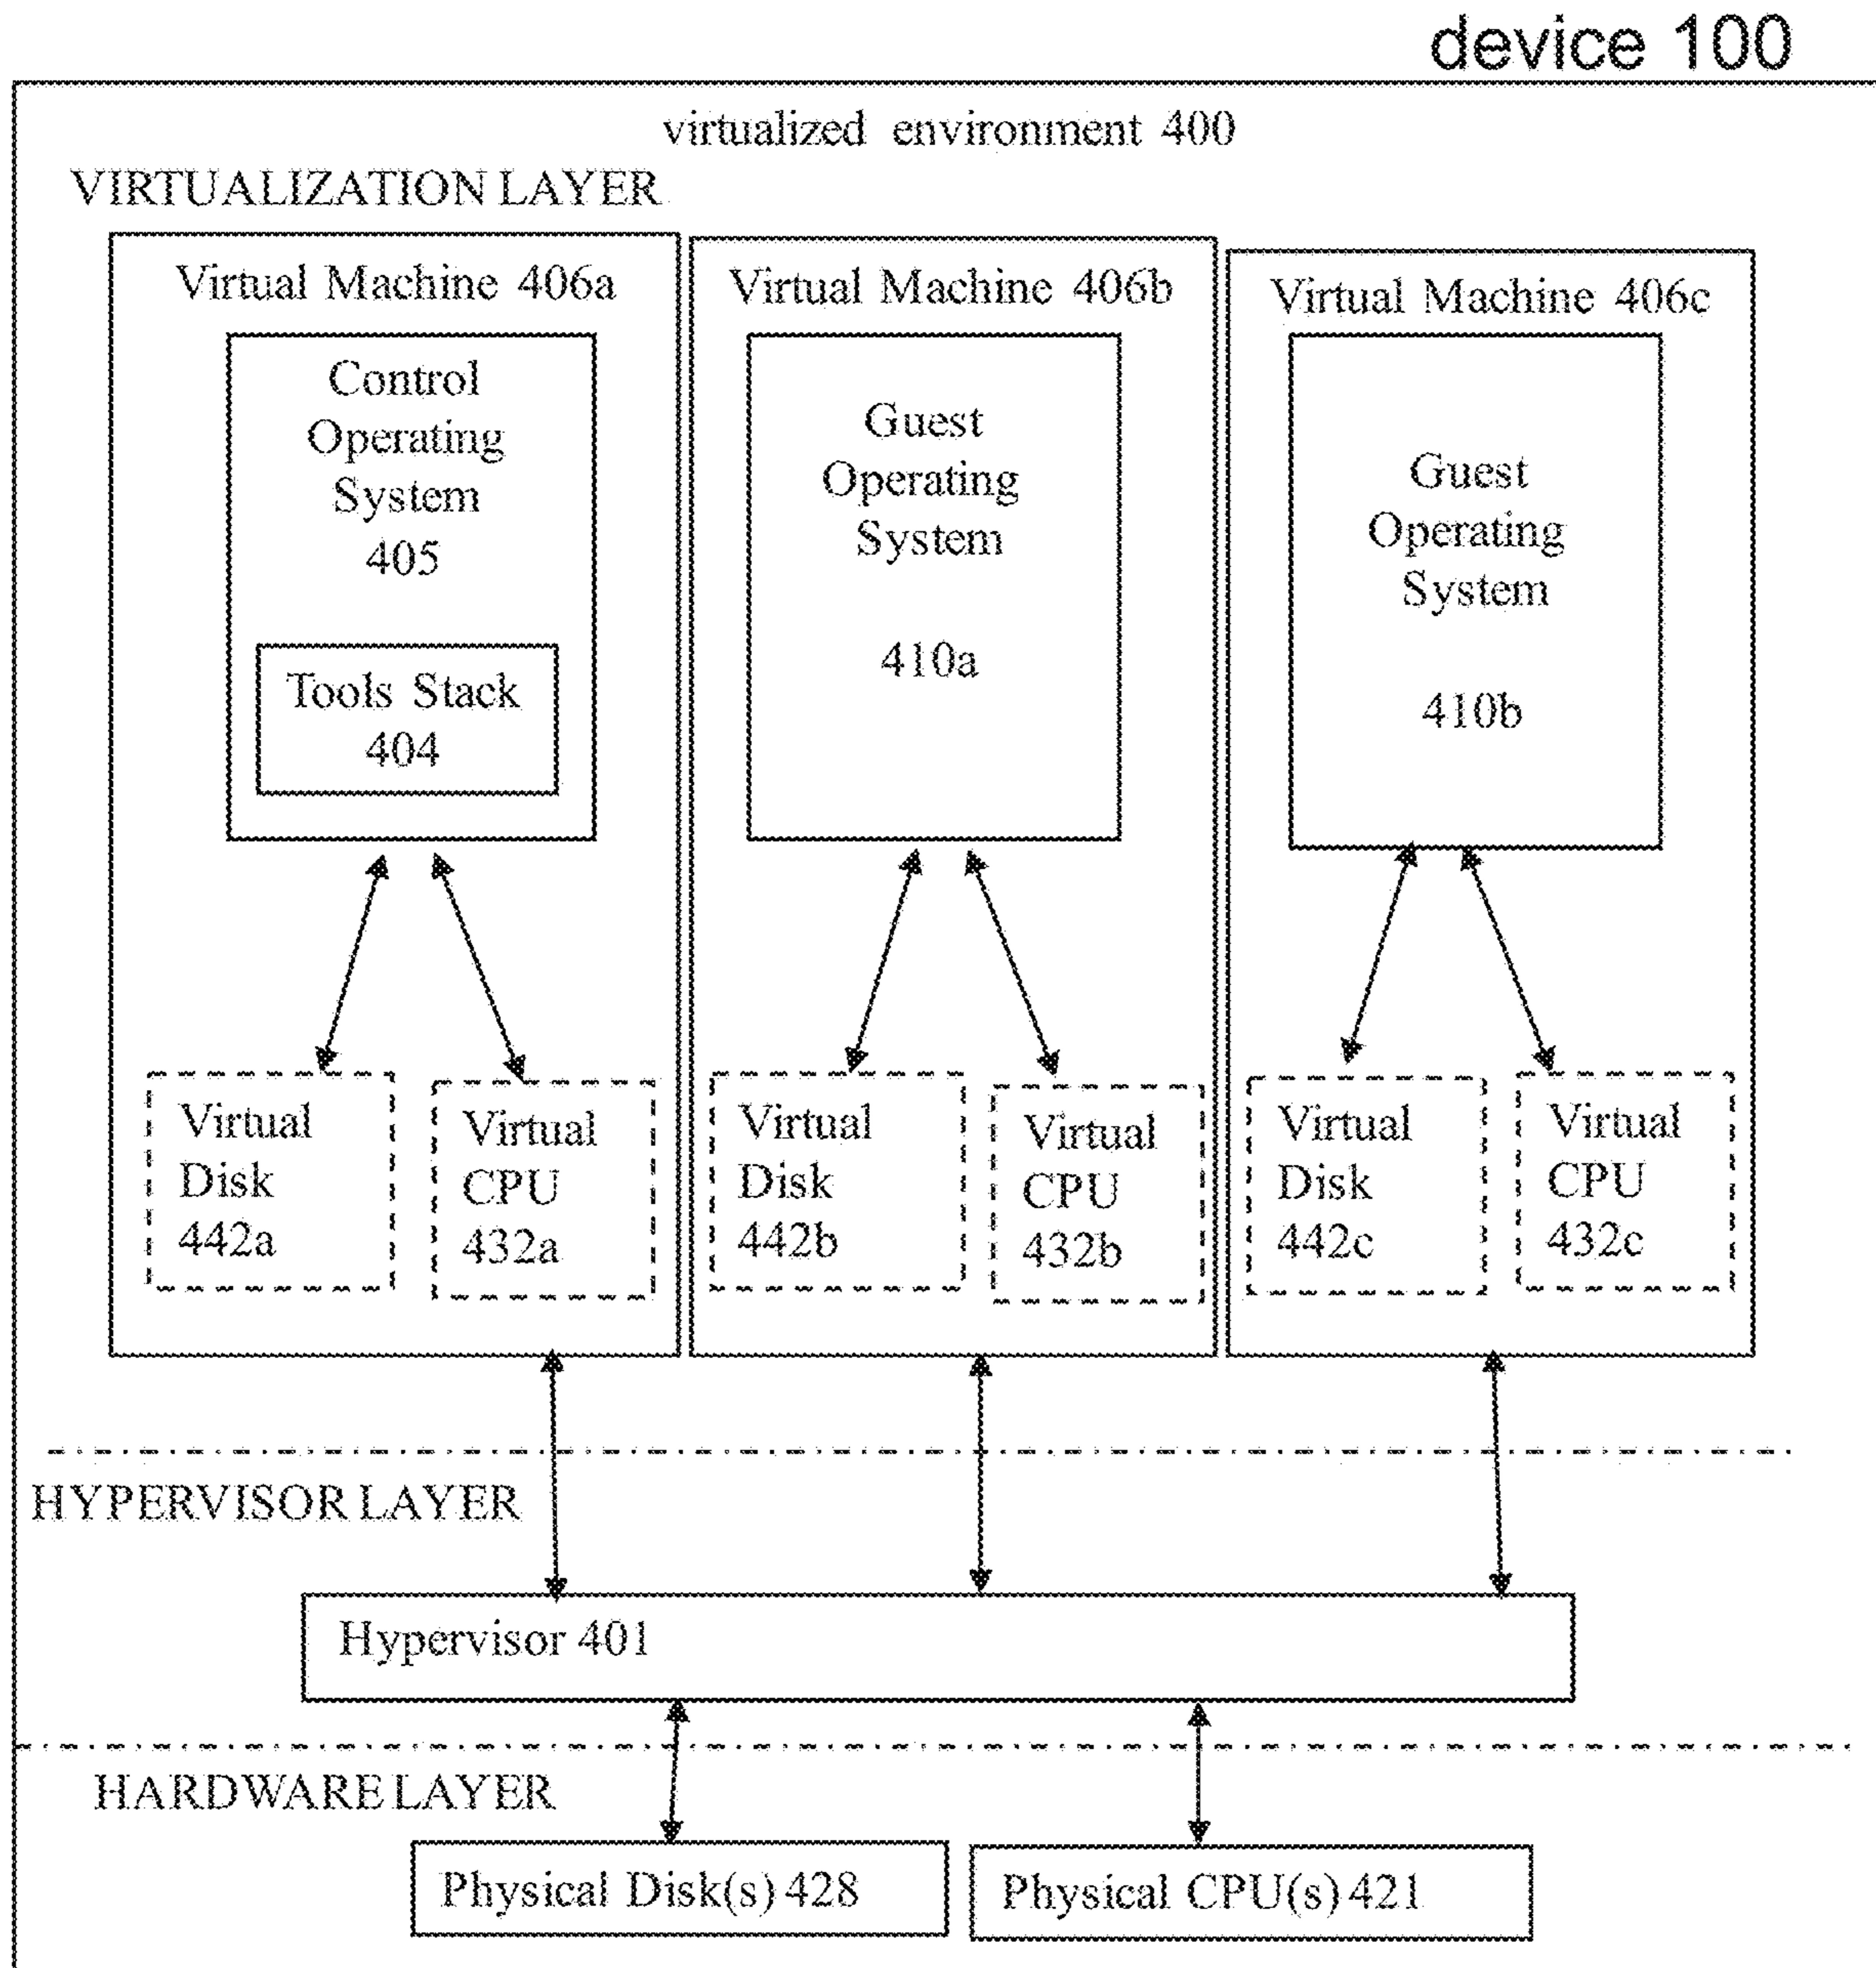 device 100
virtualized environment 400
VIRTUALIZATION LAYER
Virtual Machine 406a
Control
Operating
System
405
Tools Stack
404
Virtual
Disk
442a
Virtual
CPU
432a
Virtual Machine 406b
Guest
Operating
System
410a
Virtual
Disk
442b
Virtual
CPU
432b
Virtual Machine 406c
Guest
Operating
System
410b
Virtual
Disk
442c
Virtual
CPU
432c
HYPERVISOR LAYER
Hypervisor 401
HARDWARE LAYER
Physical Disk(s) 428
Physical CPU(s) 421